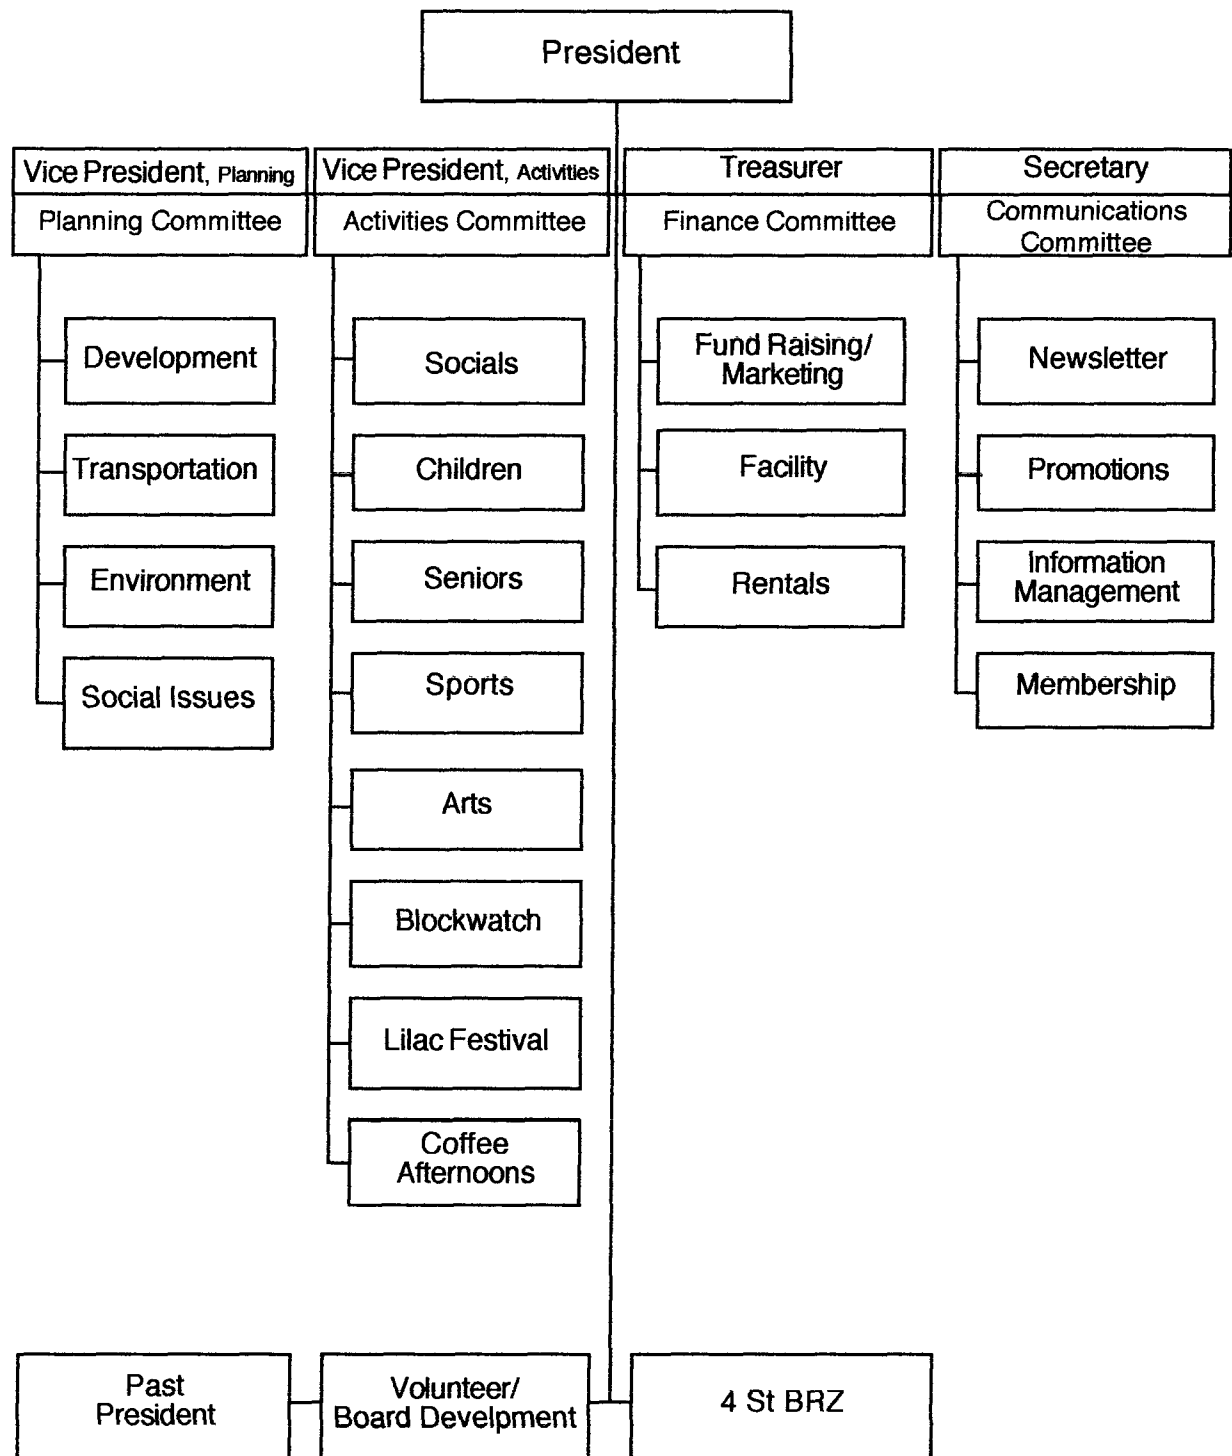 President
Vice President, Planning
Planning Committee
Development
Transportation
Environment
Social Issues
Vice President, Activities
Activities Committee
Socials
Children
Seniors
Sports
Arts
Blockwatch
Lilac Festival
Coffee
Afternoons
Treasurer
Finance Committee
Fund Raising/
Marketing
Facility
Rentals
Secretary
Communications
Committee
Newsletter
Promotions
Information
Management
Membership
Past
President
Volunteer/
Board Develpment
4 St BRZ